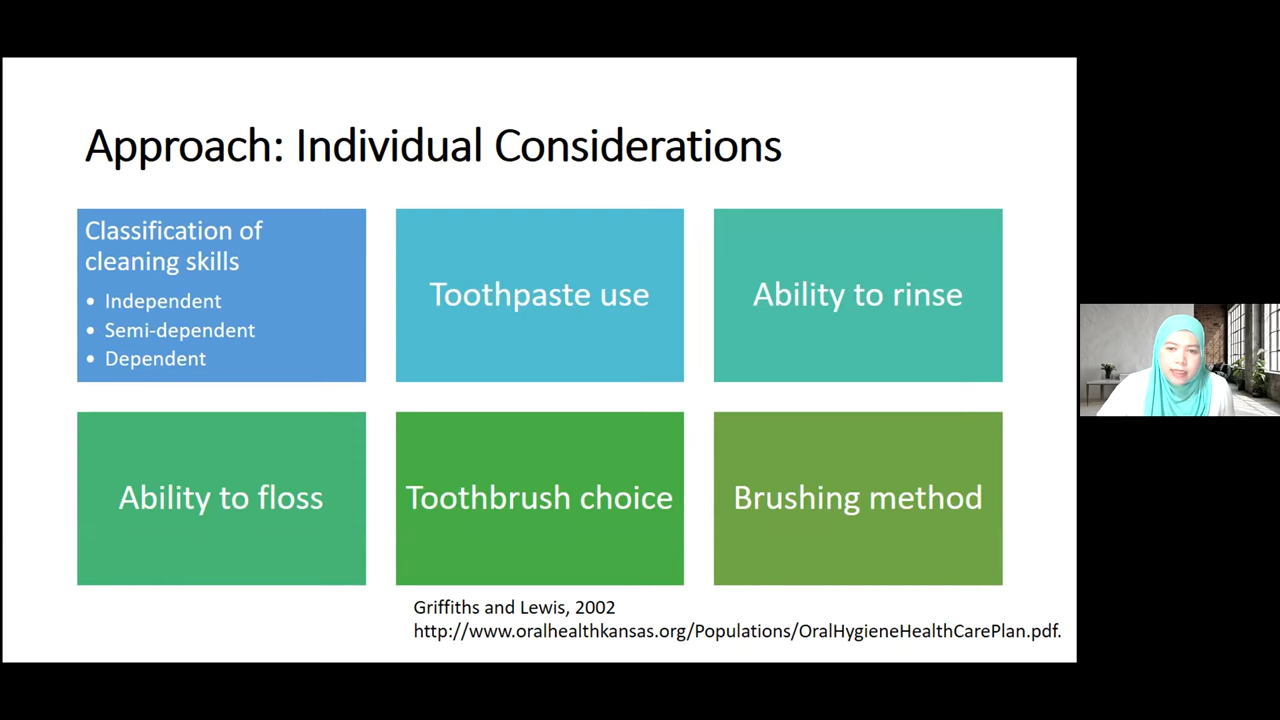 Approach: Individual Considerations
Classification of
cleaning skills
• Independent
• Semi-dependent
• Dependent
Toothpaste use
Ability to rinse
Ability to floss
Toothbrush choice
Brushing method
Griffiths and Lewis, 2002
http://www.oralhealthkansas.org/Populations/OralHygieneHealthCarePlan.pdf.